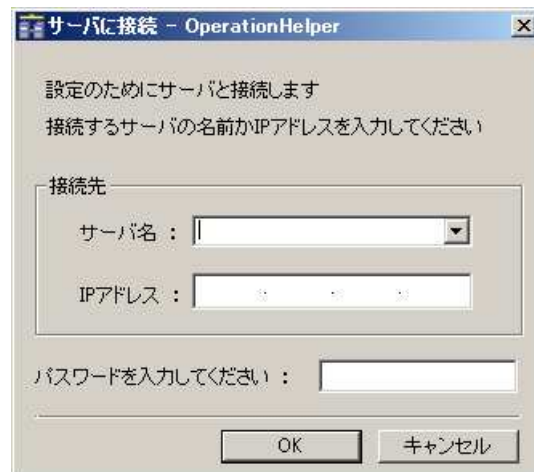 サーバに接続 - OperationHelper
設定のためにサーバと接続します
接続するサーバの名前かIPアドレスを入力してください
接続先
サーバ名 :
IPアドレス : . . .
パスワードを入力してください :
OK キャンセル